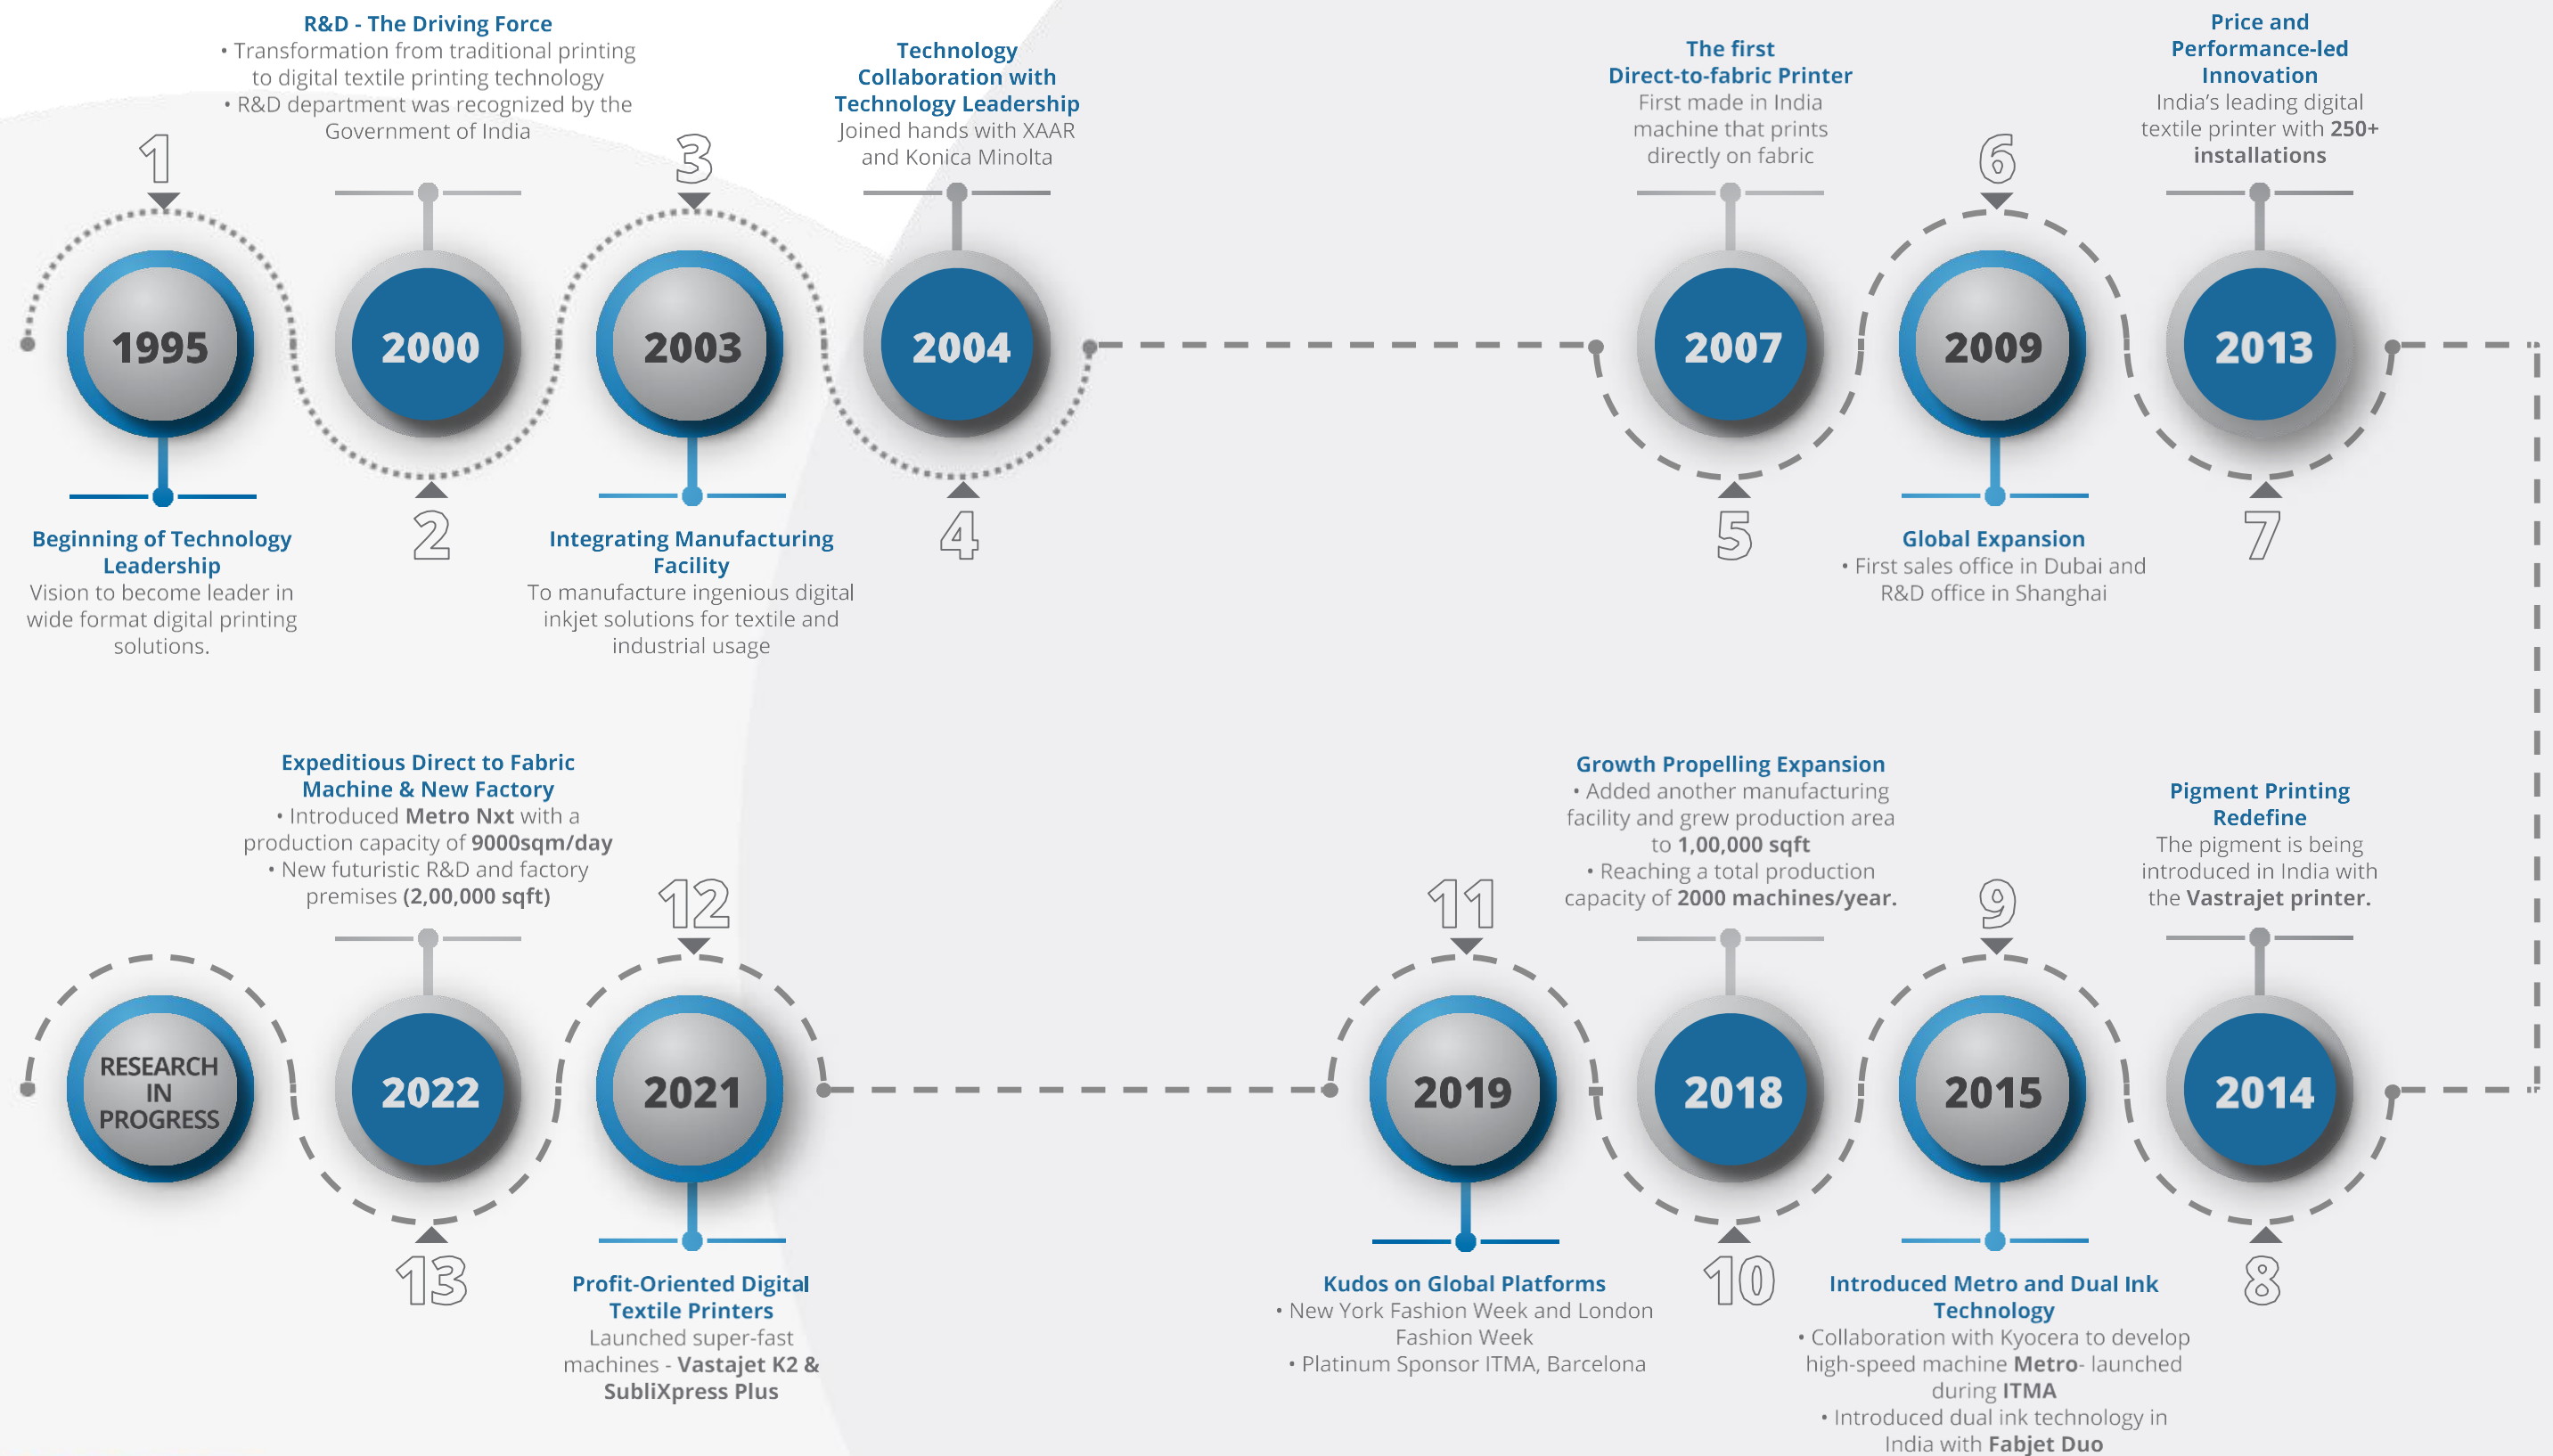 1
1995
Beginning of Technology
Leadership
Vision to become leader in
wide format digital printing
solutions.
R&D - The Driving Force
• Transformation from traditional printing
to digital textile printing technology
• R&D department was recognized by the
Government of India
2000
2
3
2003
Integrating Manufacturing
Facility
To manufacture ingenious digital
inkjet solutions for textile and
industrial usage
Technology
Collaboration with
Technology Leadership
Joined hands with XAAR
and Konica Minolta
2004
4
The first
Direct-to-fabric Printer
First made in India
machine that prints
directly on fabric
2007
5
6
2009
Global Expansion
• First sales office in Dubai and
R&D office in Shanghai
Price and
Performance-led
Innovation
India’s leading digital
textile printer with 250+
installations
2013
7
Pigment Printing
Redefine
The pigment is being
introduced in India with
the Vastrajet printer.
2014
8
9
2015
Introduced Metro and Dual Ink
Technology
• Collaboration with Kyocera to develop
high-speed machine Metro- launched
during ITMA
• Introduced dual ink technology in
India with Fabjet Duo
Growth Propelling Expansion
• Added another manufacturing
facility and grew production area
to 1,00,000 sqft
• Reaching a total production
capacity of 2000 machines/year.
2018
10
11
2019
Kudos on Global Platforms
• New York Fashion Week and London
Fashion Week
• Platinum Sponsor ITMA, Barcelona
12
2021
Profit-Oriented Digital
Textile Printers
Launched super-fast
machines - Vastajet K2 &
SubliXpress Plus
Expeditious Direct to Fabric
Machine & New Factory
• Introduced Metro Nxt with a
production capacity of 9000sqm/day
• New futuristic R&D and factory
premises (2,00,000 sqft)
2022
13
RESEARCH
IN
PROGRESS